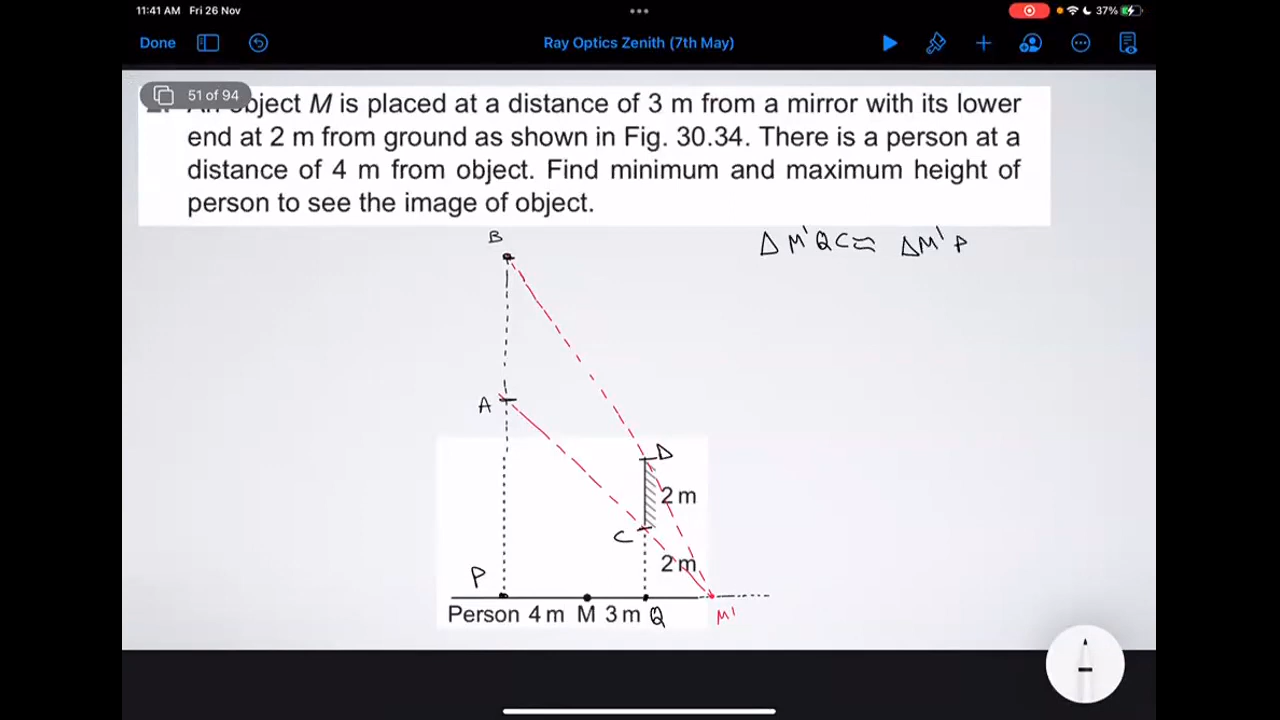 11:41 AM Fri 26 Nov
37%
Done
Ray Optics Zenith (7th May)
51 of 94
object M is placed at a distance of 3 m from a mirror with its lower
end at 2 m from ground as shown in Fig. 30.34. There is a person at a
distance of 4 m from object. Find minimum and maximum height of
person to see the image of object.
Δ M'QC ≈ Δ M'P
B
A
D
2 m
C
2 m
P
Person 4 m M 3 m Q
M'